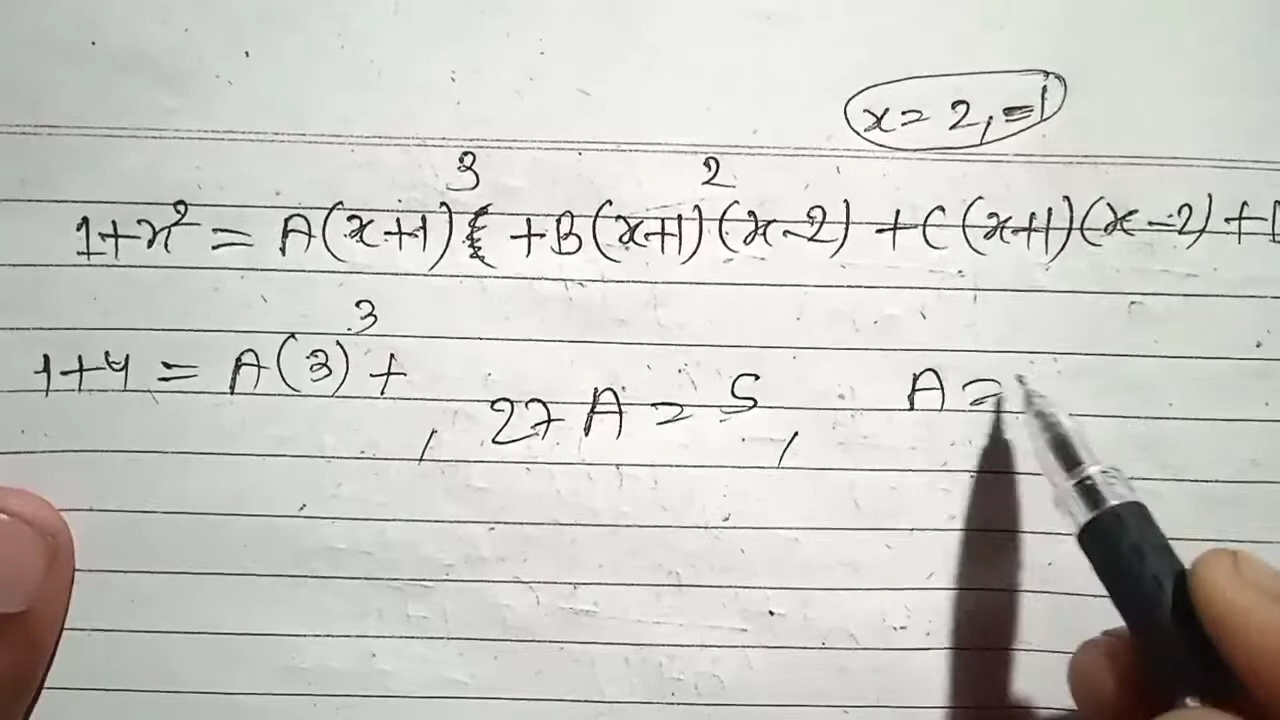 x = 2, -1
1+x² = A(x+1)³ + B(x+1)²(x-2) + C(x+1)(x-2) +
1+4 = A(3)³ +
, 27A = 5, A =